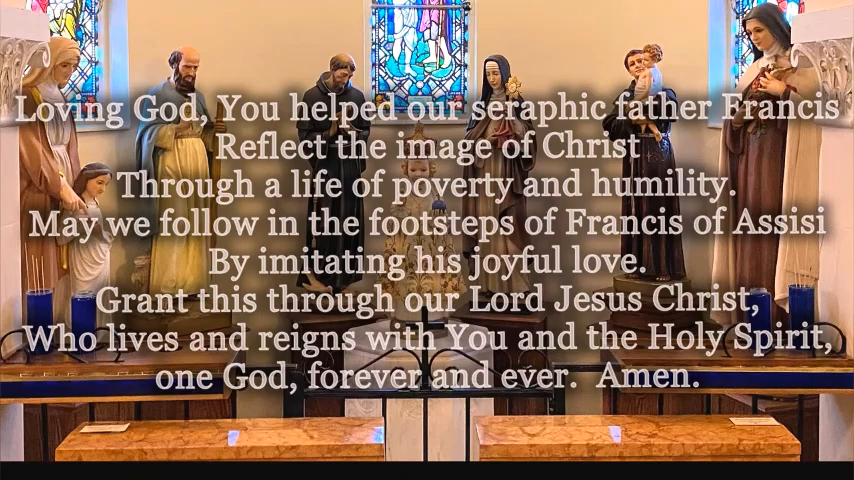 Loving God, You helped our seraphic father Francis
Reflect the image of Christ
Through a life of poverty and humility.
May we follow in the footsteps of Francis of Assisi
By imitating his joyful love.
Grant this through our Lord Jesus Christ,
Who lives and reigns with You and the Holy Spirit,
one God, forever and ever.  Amen.